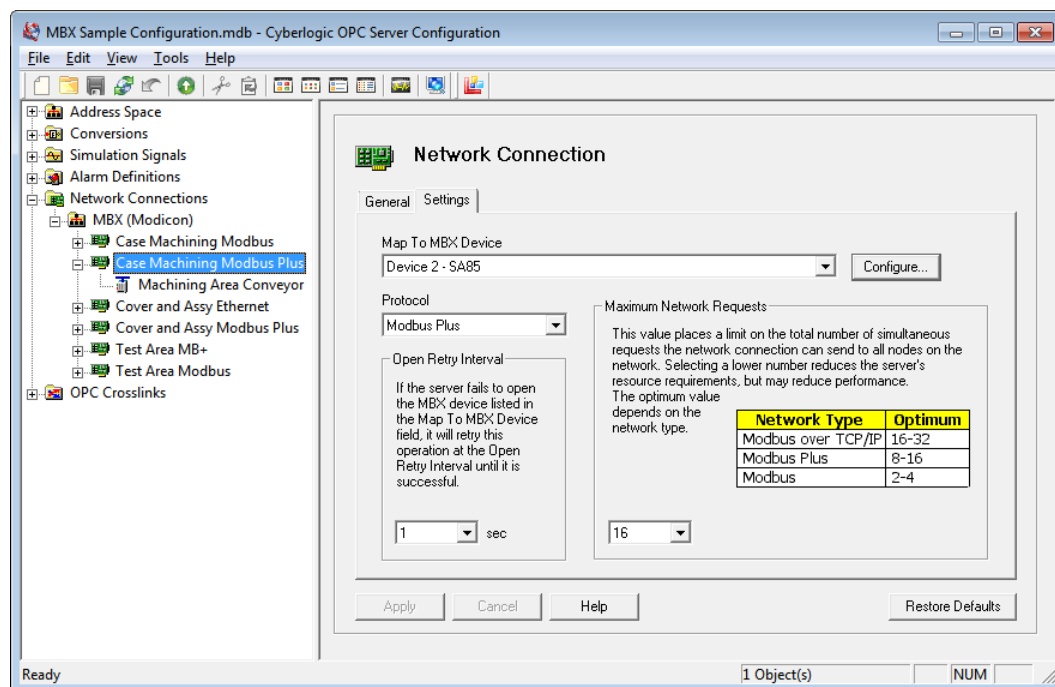 MBX Sample Configuration.mdb - Cyberlogic OPC Server Configuration
File Edit View Tools Help
Address Space
Conversions
Simulation Signals
Alarm Definitions
Network Connections
MBX (Modicon)
Case Machining Modbus
Case Machining Modbus Plus
Machining Area Conveyor
Cover and Assy Ethernet
Cover and Assy Modbus Plus
Test Area MB+
Test Area Modbus
OPC Crosslinks
Network Connection
General Settings
Map To MBX Device
Device 2 - SA85
Configure...
Protocol
Modbus Plus
Open Retry Interval
If the server fails to open
the MBX device listed in
the Map To MBX Device
field, it will retry this
operation at the Open
Retry Interval until it is
successful.
1 sec
Maximum Network Requests
This value places a limit on the total number of simultaneous
requests the network connection can send to all nodes on the
network. Selecting a lower number reduces the server's
resource requirements, but may reduce performance.
The optimum value
depends on the
network type.
Network Type Optimum
Modbus over TCP/IP 16-32
Modbus Plus 8-16
Modbus 2-4
16
Apply Cancel Help Restore Defaults
Ready 1 Object(s) NUM